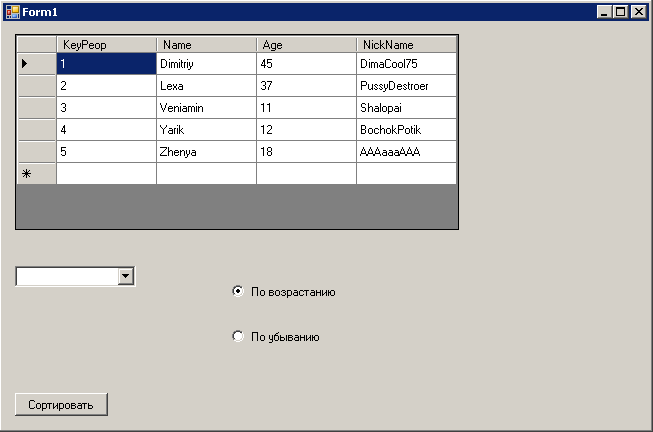 Form1
KeyPeop Name Age NickName
1 Dimitriy 45 DimaCool75
2 Lexa 37 PussyDestroer
3 Veniamin 11 Shalopai
4 Yarik 12 BochokPotik
5 Zhenya 18 AAAaaaAAA
По возрастанию
По убыванию
Сортировать